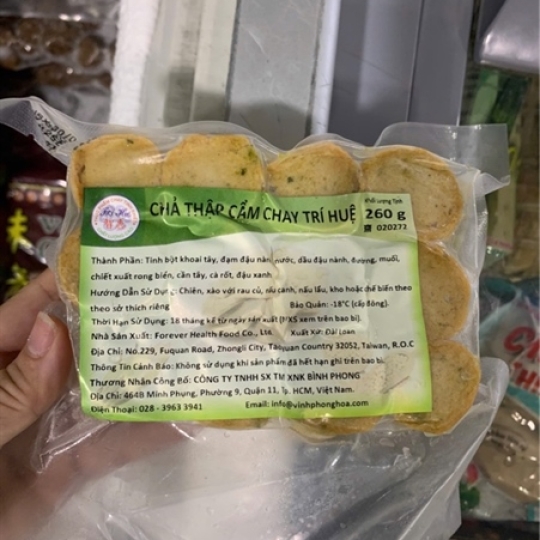 CHẢ THẬP CẨM CHAY TRÍ HUỆ
Khối Lượng Tịnh
260 g
020272
Thành Phần: Tinh bột khoai tây, đạm đậu nành, nước, dầu đậu nành, đường, muối,
chiết xuất rong biển, cần tây, cà rốt, đậu xanh
Hướng Dẫn Sử Dụng: Chiên, xào với rau củ, nấu canh, nấu lẩu, kho hoặc chế biến theo
theo sở thích riêng
Bảo Quản: -18°C (cấp đông).
Thời Hạn Sử Dụng: 18 tháng kể từ ngày sản xuất (NXS xem trên bao bì).
Nhà Sản Xuất: Forever Health Food Co., Ltd.
Xuất Xứ: Đài Loan
Địa Chỉ: No.229, Fuquan Road, Zhongli City, Taoyuan Country 32052, Taiwan, R.O.C
Thông Tin Cảnh Báo: Không sử dụng khi sản phẩm đã hết hạn ghi trên bao bì.
Thương Nhân Công Bố: CÔNG TY TNHH SX TM XNK BÌNH PHONG
Địa Chỉ: 464B Minh Phụng, Phường 9, Quận 11, Tp. HCM, Việt Nam.
Điện Thoại: 028 - 3963 3941
Email: info@vinhphonghoa.com